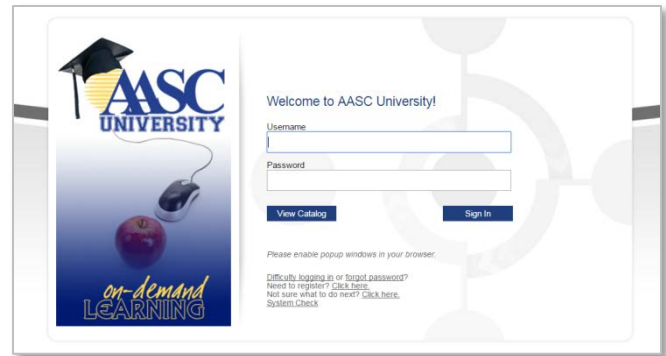 AASC
UNIVERSITY
on-demand
LEARNING
Welcome to AASC University!
Username
Password
View Catalog
Sign In
Please enable popup windows in your browser.
Difficulty logging in or forgot password?
Need to register? Click here.
Not sure what to do next? Click here.
System Check